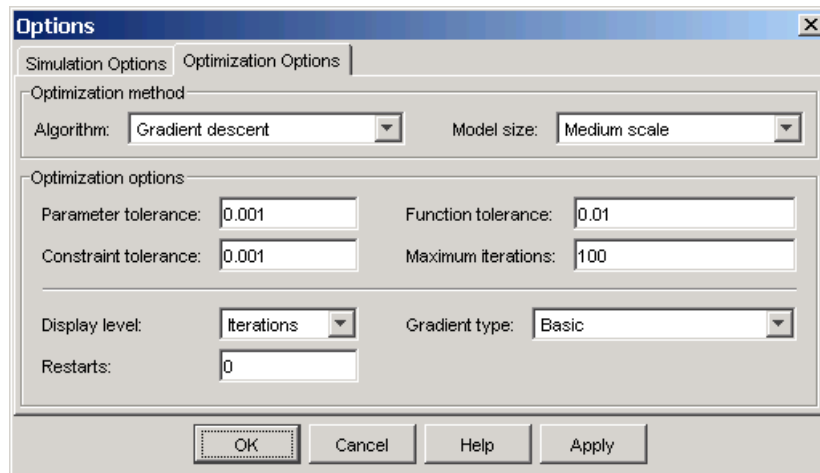 Options
Simulation Options Optimization Options
Optimization method
Algorithm: Gradient descent Model size: Medium scale
Optimization options
Parameter tolerance: 0.001 Function tolerance: 0.01
Constraint tolerance: 0.001 Maximum iterations: 100
Display level: Iterations Gradient type: Basic
Restarts: 0
OK Cancel Help Apply